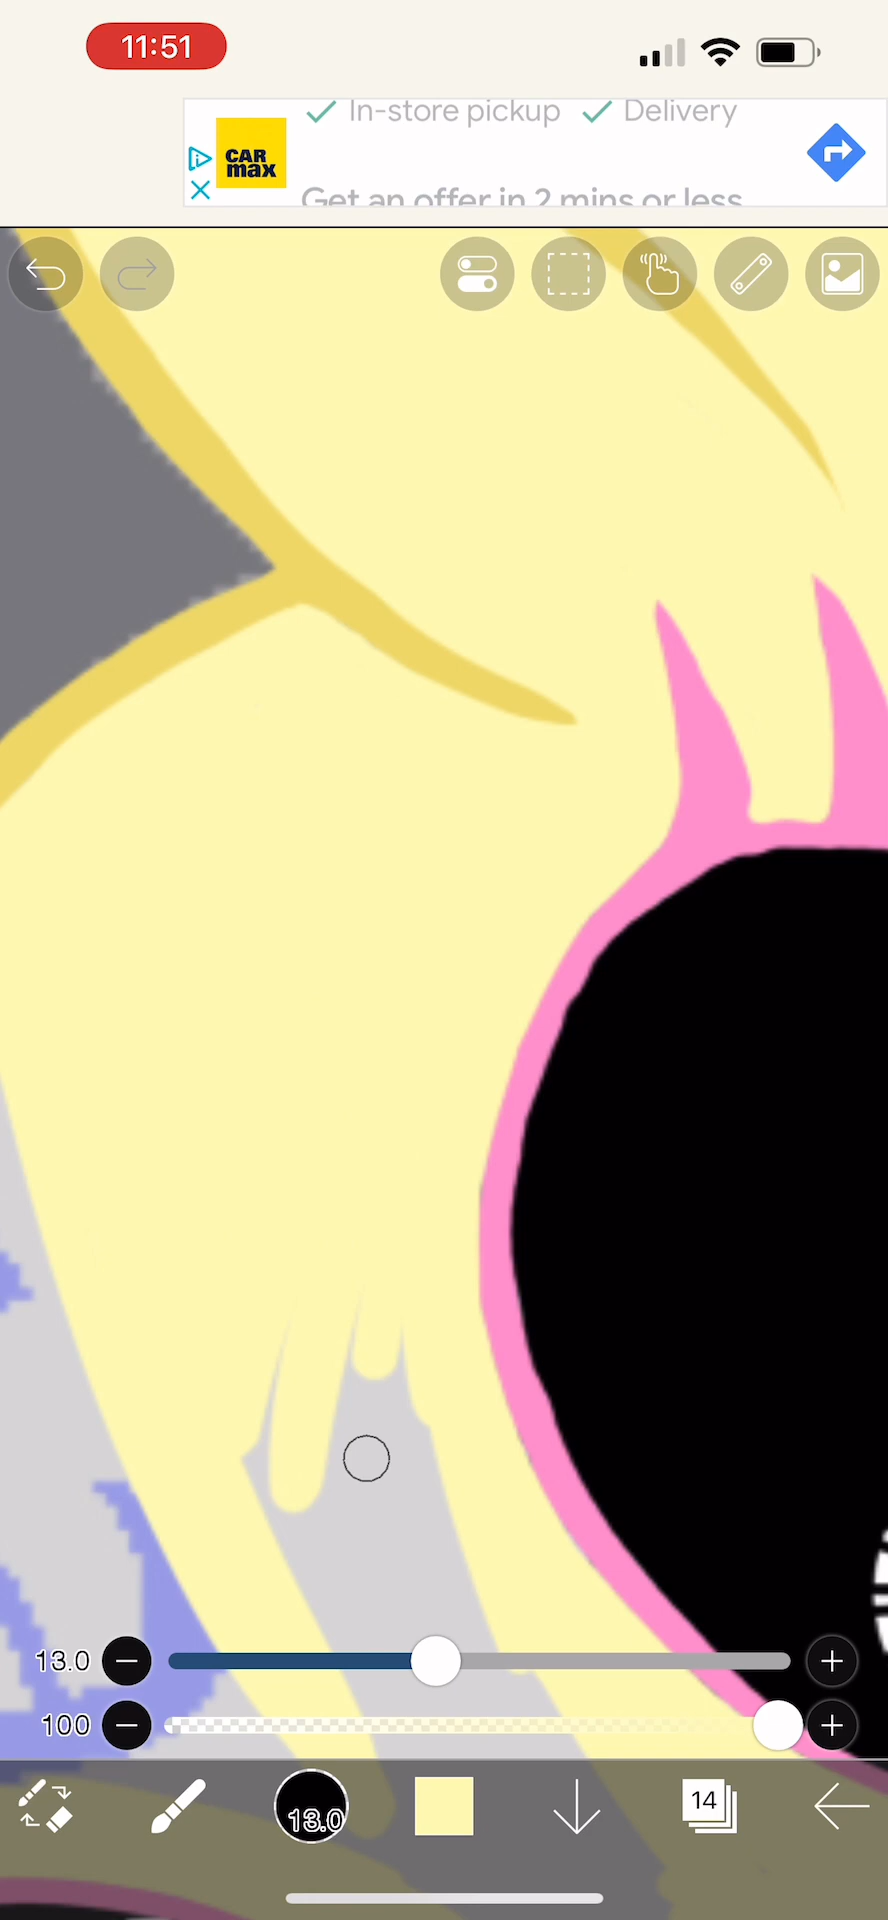 11:51
In-store pickup Delivery
CAR
max
Get an offer in 2 mins or less
13.0
100
13.0
14